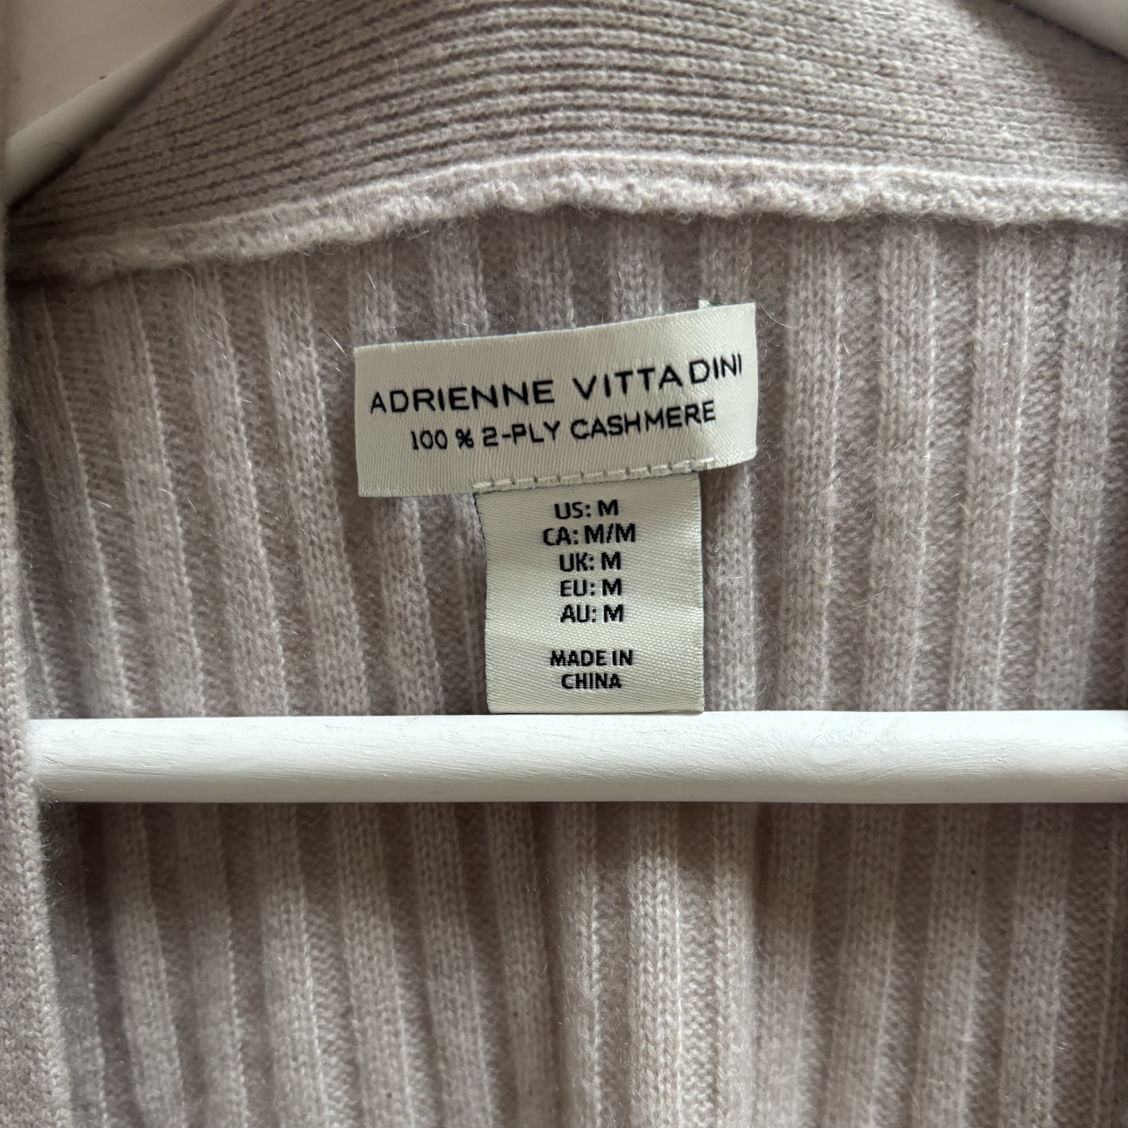 ADRIENNE VITTADINI
100 % 2-PLY CASHMERE
US: M
CA: M/M
UK: M
EU: M
AU: M
MADE IN
CHINA